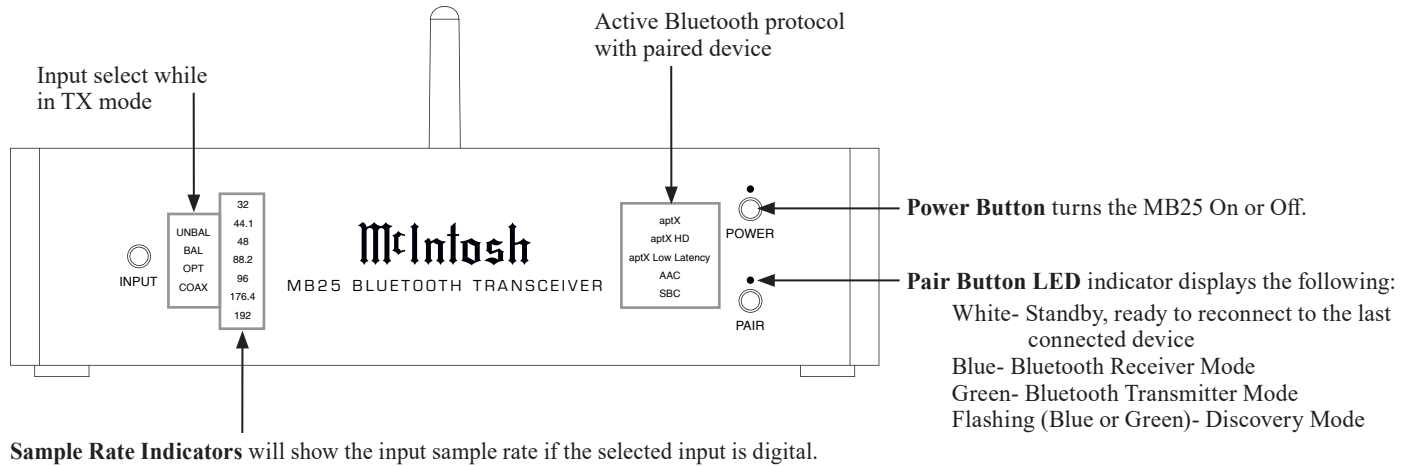 Active Bluetooth protocol
with paired device
Input select while
in TX mode
INPUT
UNBAL
BAL
OPT
COAX
32
44.1
48
88.2
96
176.4
192
McIntosh
MB25 BLUETOOTH TRANSCEIVER
aptX
aptX HD
aptX Low Latency
AAC
SBC
POWER
PAIR
Power Button turns the MB25 On or Off.
Pair Button LED indicator displays the following:
White- Standby, ready to reconnect to the last
connected device
Blue- Bluetooth Receiver Mode
Green- Bluetooth Transmitter Mode
Flashing (Blue or Green)- Discovery Mode
Sample Rate Indicators will show the input sample rate if the selected input is digital.